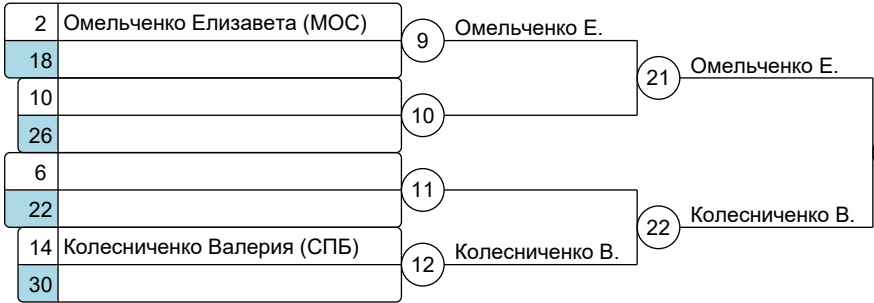 2 Омельченко Елизавета (МОС)
18
9 Омельченко Е.
21 Омельченко Е.
10
26
10
6
22
11
22 Колесниченко В.
14 Колесниченко Валерия (СПБ)
30
12 Колесниченко В.